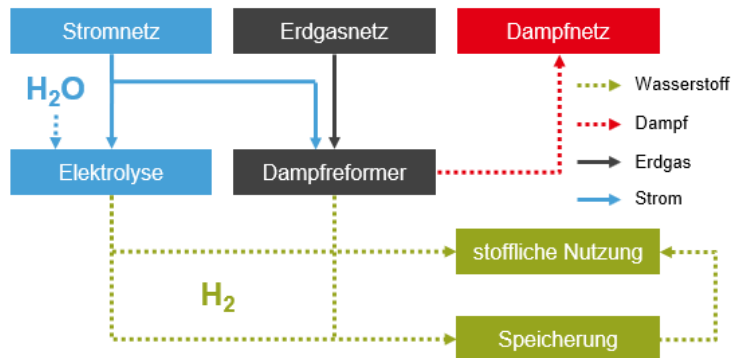 Stromnetz
Erdgasnetz
Dampfnetz
H₂O
Wasserstoff
Dampf
Erdgas
Strom
Elektrolyse
Dampfreformer
stoffliche Nutzung
H₂
Speicherung